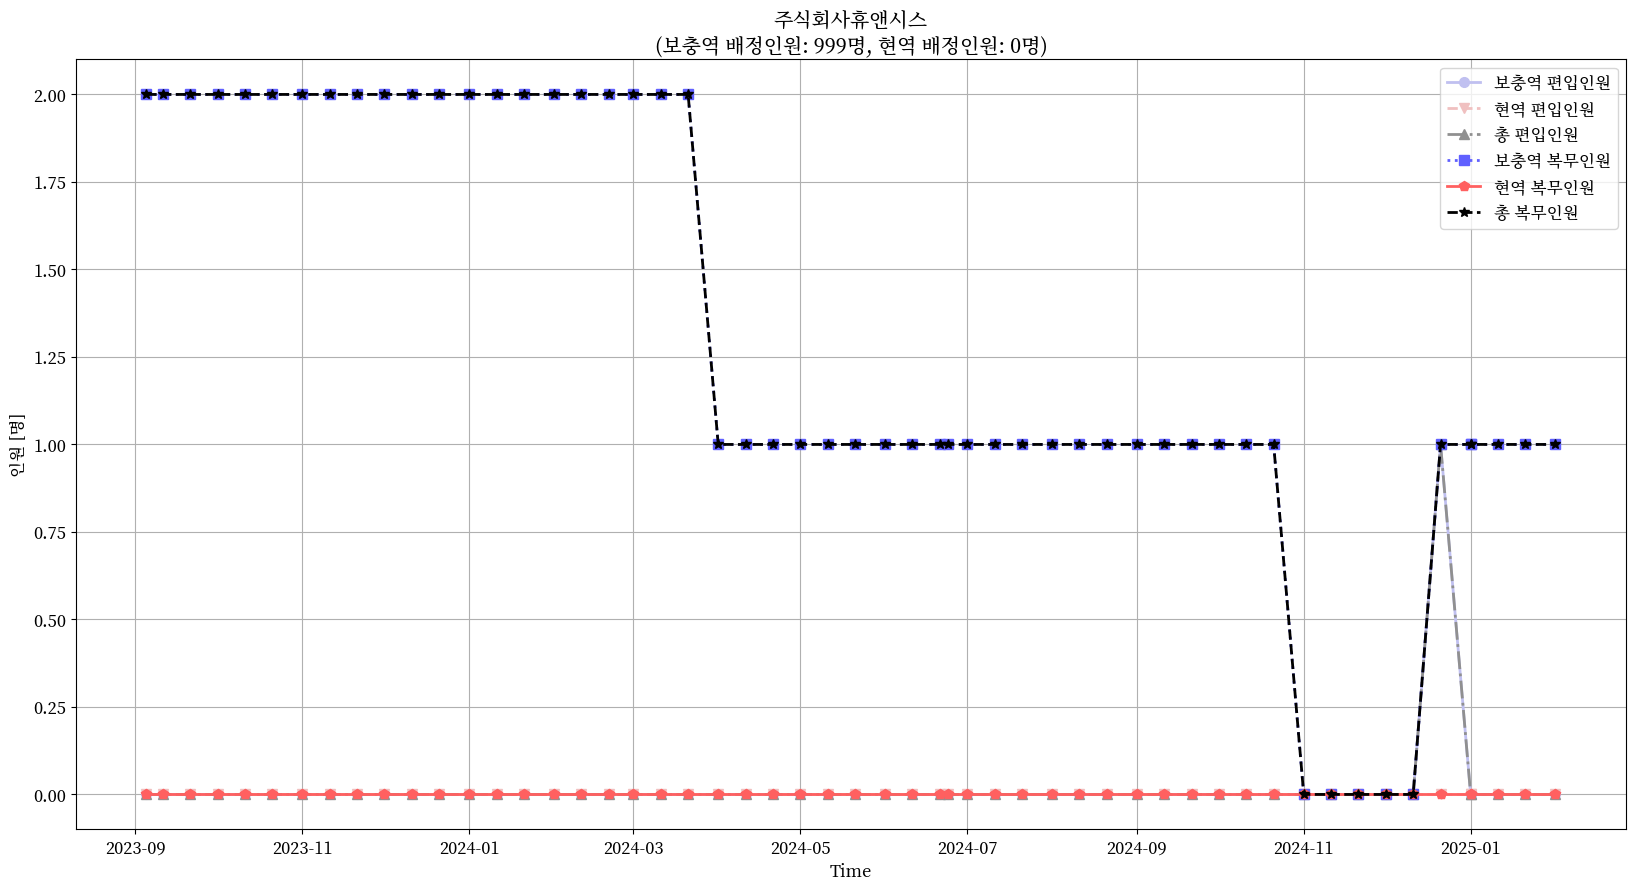 주식회사휴앤시스
(보충역 배정인원: 999명, 현역 배정인원: 0명)
보충역 편입인원
현역 편입인원
총 편입인원
보충역 복무인원
현역 복무인원
총 복무인원
인원 [명]
2.00
1.75
1.50
1.25
1.00
0.75
0.50
0.25
0.00
2023-09
2023-11
2024-01
2024-03
2024-05
2024-07
2024-09
2024-11
2025-01
Time